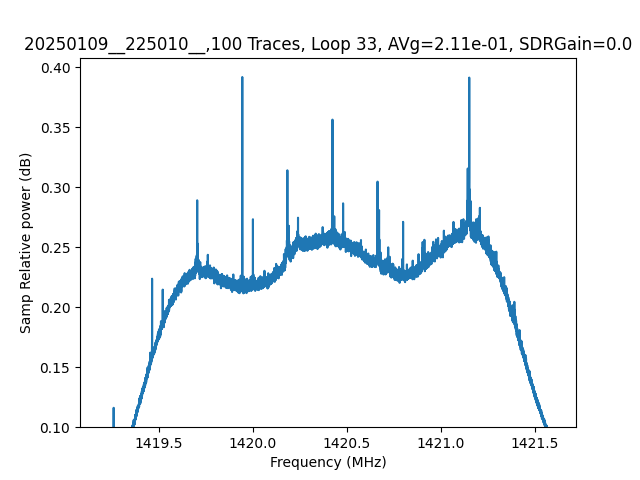 20250109__225010__,100 Traces, Loop 33, AVg=2.11e-01, SDRGain=0.0
0.40
0.35
0.30
0.25
0.20
0.15
0.10
Samp Relative power (dB)
1419.5 1420.0 1420.5 1421.0 1421.5
Frequency (MHz)